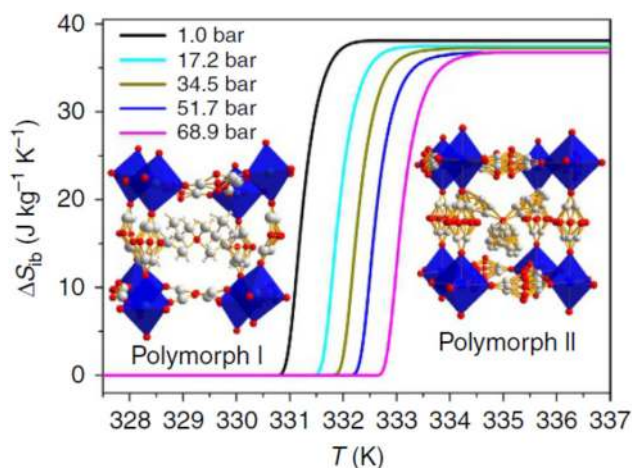 40
30
20
10
0
ΔS_ib (J kg⁻¹ K⁻¹)
1.0 bar
17.2 bar
34.5 bar
51.7 bar
68.9 bar
Polymorph I
Polymorph II
328 329 330 331 332 333 334 335 336 337
T (K)